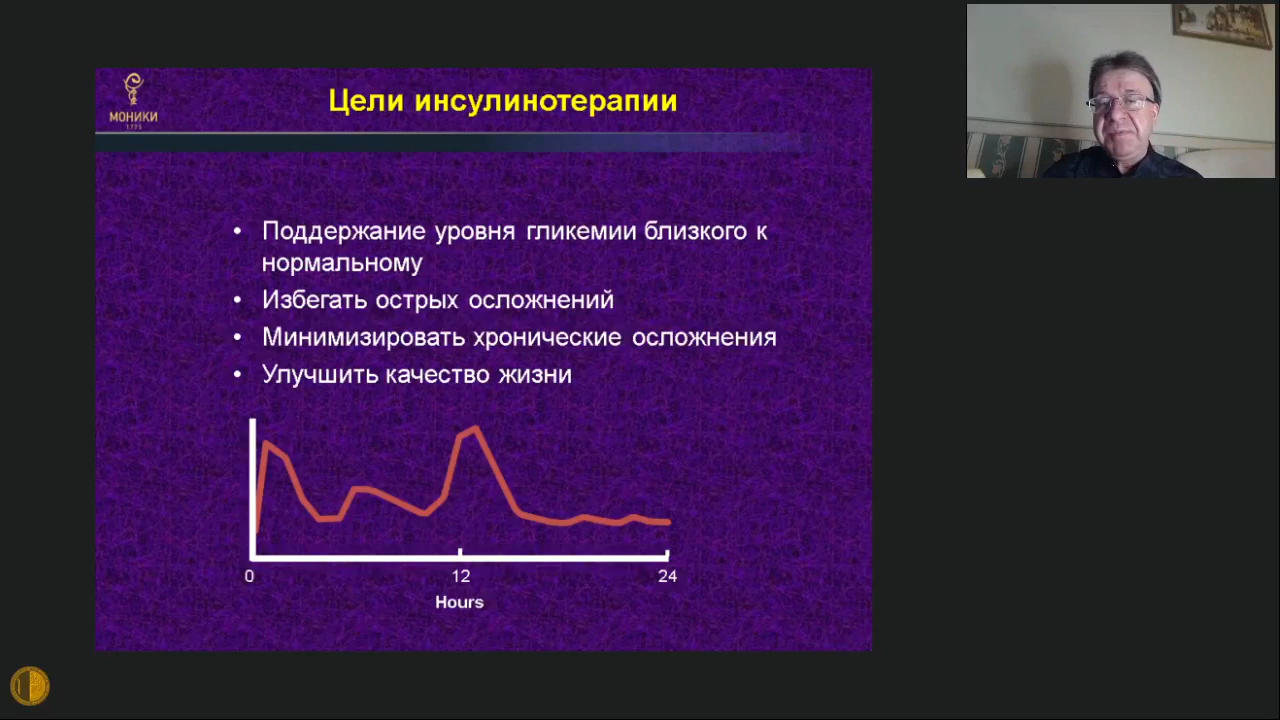 МОНИКИ
1775
Цели инсулинотерапии
• Поддержание уровня гликемии близкого к
нормальному
• Избегать острых осложнений
• Минимизировать хронические осложнения
• Улучшить качество жизни
0 12 24
Hours